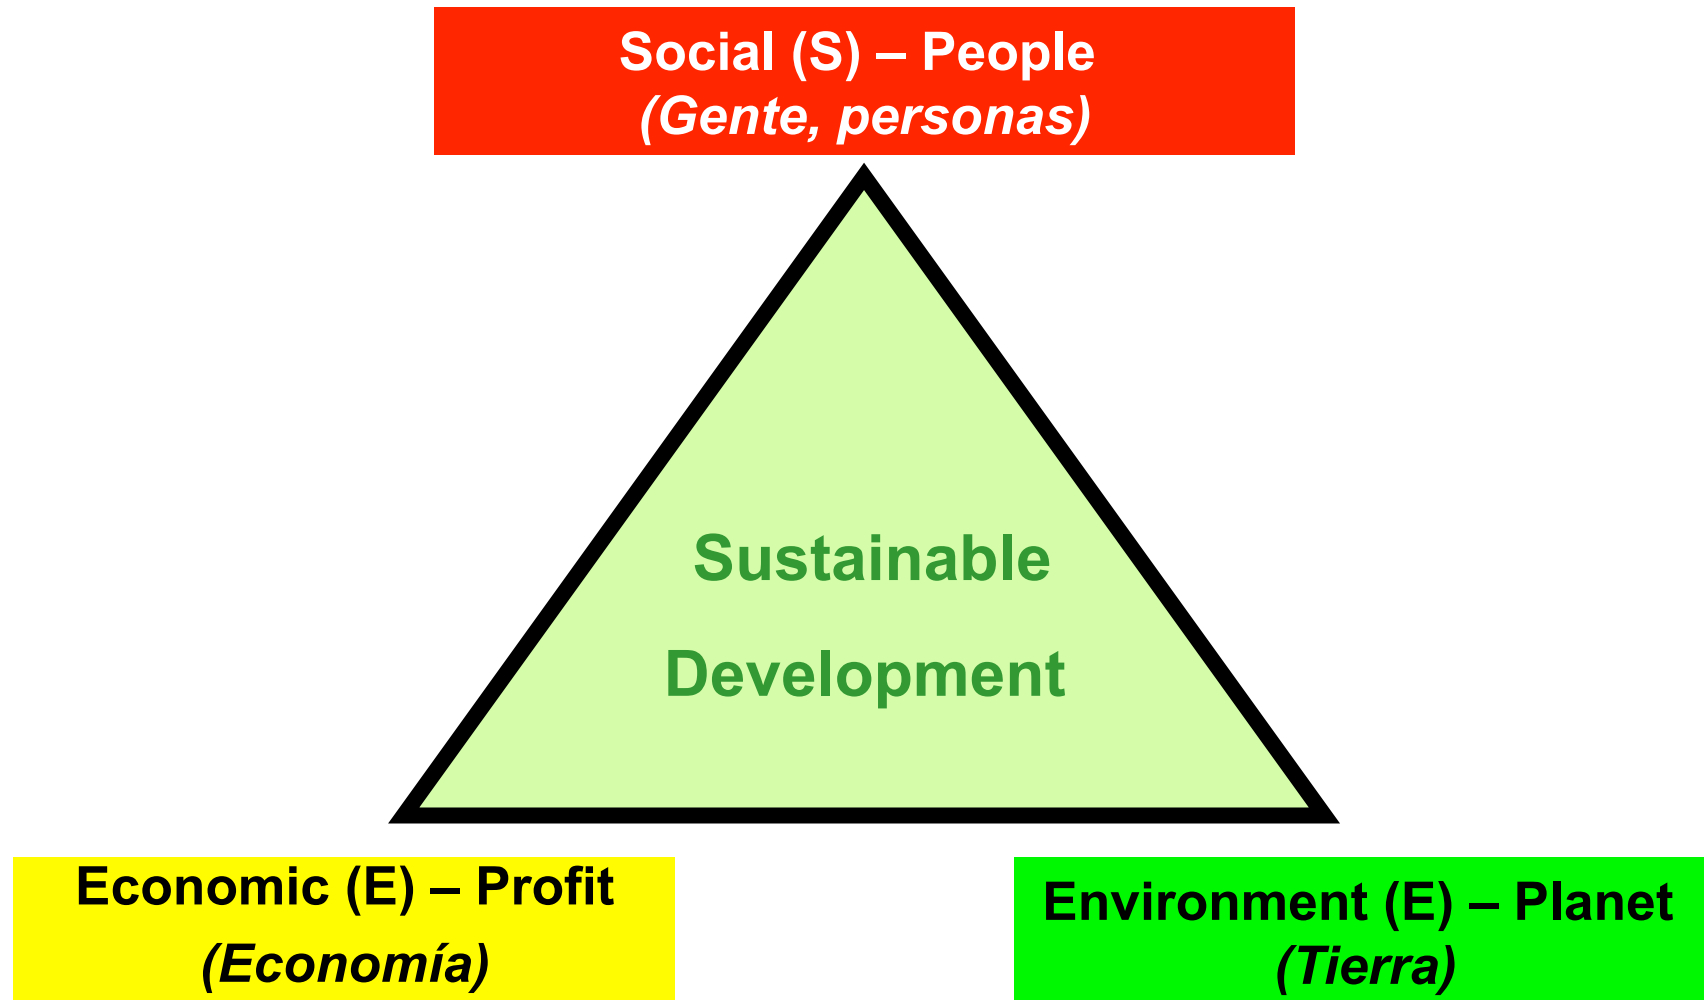 Social (S) – People
(Gente, personas)
Sustainable
Development
Economic (E) – Profit
(Economía)
Environment (E) – Planet
(Tierra)